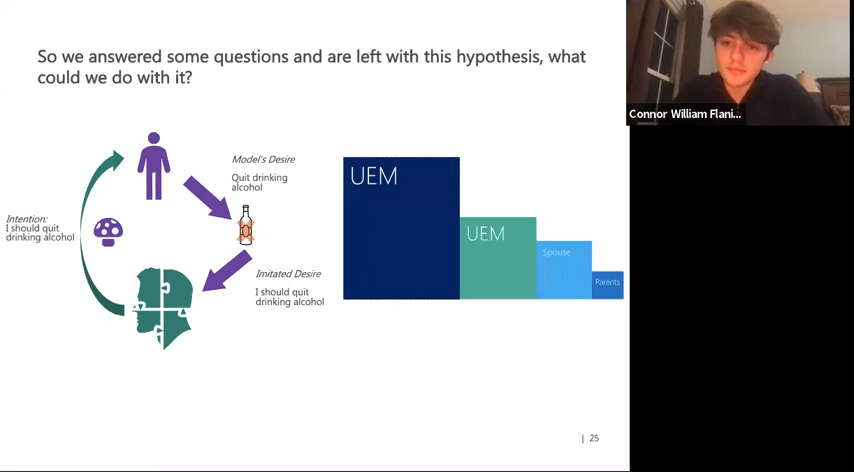 So we answered some questions and are left with this hypothesis, what
could we do with it?
Connor William Flani...
Model's Desire
Quit drinking
alcohol
Intention:
I should quit
drinking alcohol
Imitated Desire
I should quit
drinking alcohol
UEM
UEM
Spouse
Parents
| 25